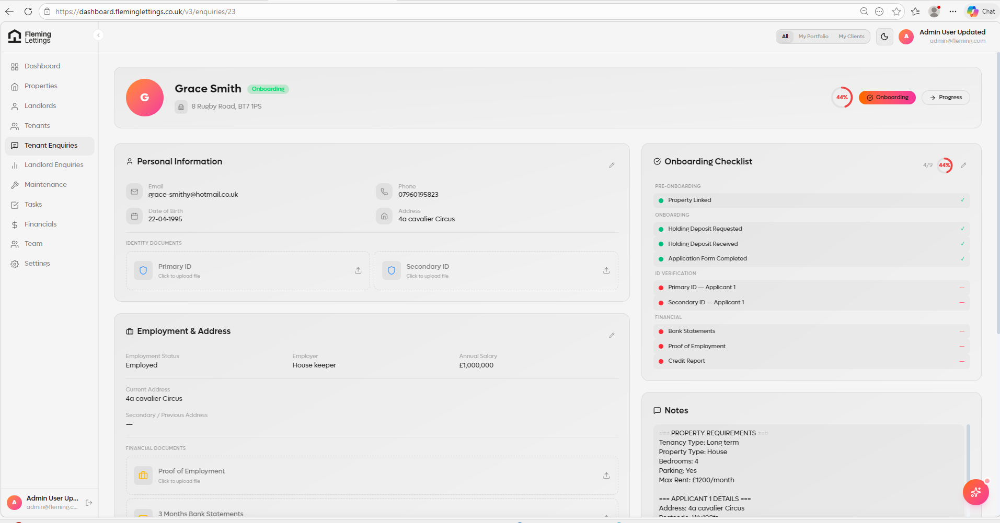 https://dashboard.fleminglettings.co.uk/v3/enquiries/23
Chat
Fleming
Lettings
All
My Portfolio
My Clients
A
Admin User Updated
admin@fleming.com
Dashboard
Properties
Landlords
Tenants
Tenant Enquiries
Landlord Enquiries
Maintenance
Tasks
Financials
Team
Settings
A
Admin User Up...
admin@fleming.c...
G
Grace Smith
Onboarding
8 Rugby Road, BT7 1PS
44%
Onboarding
Progress
Personal Information
Email
grace-smithy@hotmail.co.uk
Phone
07960195823
Date of Birth
22-04-1995
Address
4a cavalier Circus
IDENTITY DOCUMENTS
Primary ID
Click to upload file
Secondary ID
Click to upload file
Employment & Address
Employment Status
Employed
Employer
House keeper
Annual Salary
£1,000,000
Current Address
4a cavalier Circus
Secondary / Previous Address
—
FINANCIAL DOCUMENTS
Proof of Employment
Click to upload file
3 Months Bank Statements
Onboarding Checklist
4/9
44%
PRE-ONBOARDING
Property Linked
ONBOARDING
Holding Deposit Requested
Holding Deposit Received
Application Form Completed
ID VERIFICATION
Primary ID — Applicant 1
Secondary ID — Applicant 1
FINANCIAL
Bank Statements
Proof of Employment
Credit Report
Notes
=== PROPERTY REQUIREMENTS ===
Tenancy Type: Long term
Property Type: House
Bedrooms: 4
Parking: Yes
Max Rent: £1200/month
=== APPLICANT 1 DETAILS ===
Address: 4a cavalier Circus